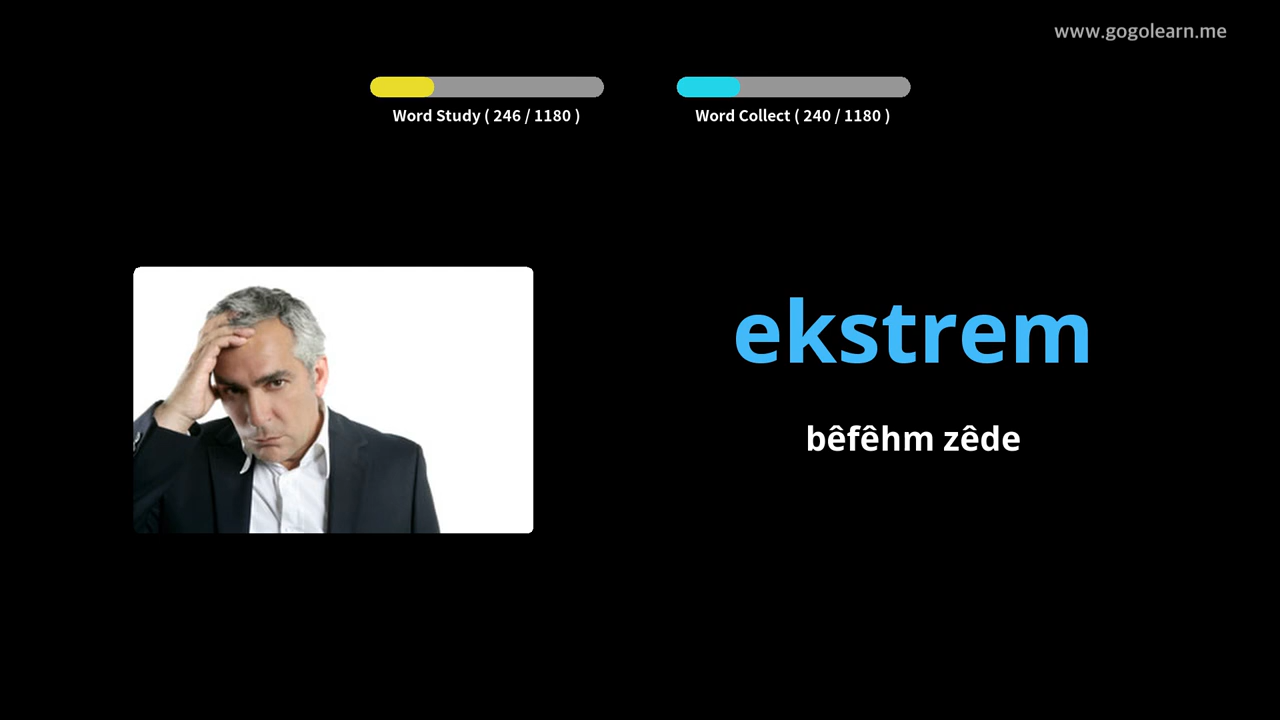 www.gogolearn.me
Word Study ( 246 / 1180 )
Word Collect ( 240 / 1180 )
ekstrem
bêfêhm zêde